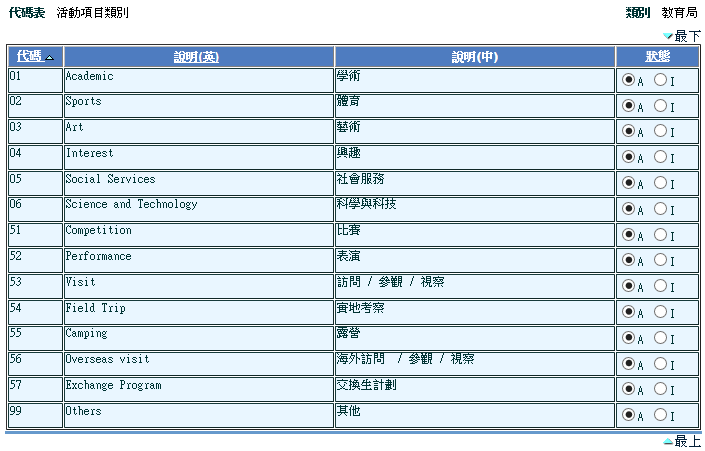 代碼表 活動項目類別 類別 教育局
最下
代碼 說明(英) 說明(中) 狀態
01 Academic 學術 A I
02 Sports 體育 A I
03 Art 藝術 A I
04 Interest 興趣 A I
05 Social Services 社會服務 A I
06 Science and Technology 科學與科技 A I
51 Competition 比賽 A I
52 Performance 表演 A I
53 Visit 訪問 / 參觀 / 視察 A I
54 Field Trip 實地考察 A I
55 Camping 露營 A I
56 Overseas visit 海外訪問 / 參觀 / 視察 A I
57 Exchange Program 交換生計劃 A I
99 Others 其他 A I
最上